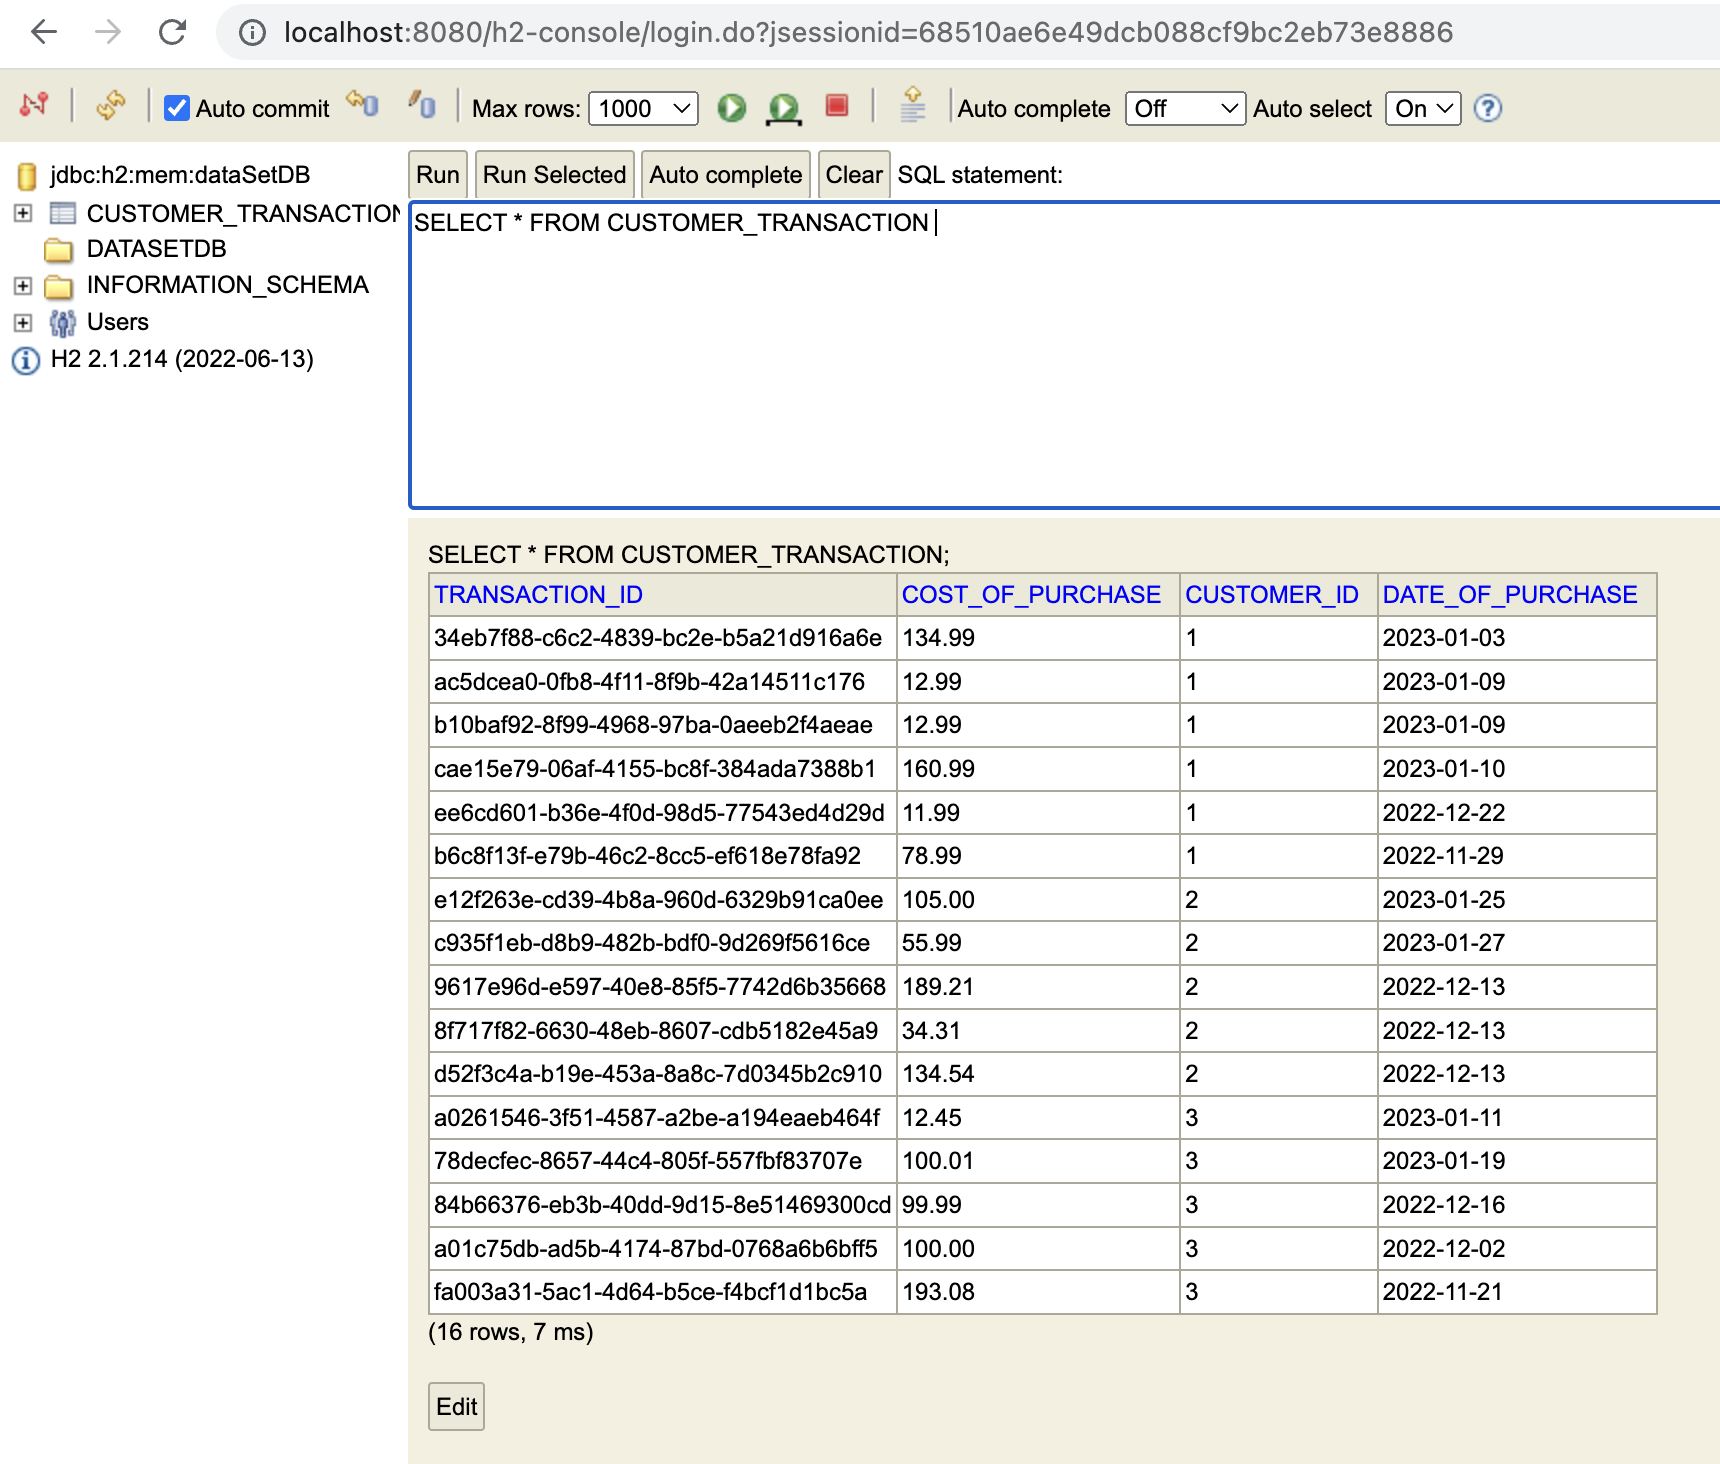 localhost:8080/h2-console/login.do?jsessionid=68510ae6e49dcb088cf9bc2eb73e8886
Auto commit Max rows: 1000 Auto complete Off Auto select On
jdbc:h2:mem:dataSetDB
CUSTOMER_TRANSACTION
DATASETDB
INFORMATION_SCHEMA
Users
H2 2.1.214 (2022-06-13)
Run Run Selected Auto complete Clear SQL statement:
SELECT * FROM CUSTOMER_TRANSACTION
SELECT * FROM CUSTOMER_TRANSACTION;
TRANSACTION_ID COST_OF_PURCHASE CUSTOMER_ID DATE_OF_PURCHASE
34eb7f88-c6c2-4839-bc2e-b5a21d916a6e 134.99 1 2023-01-03
ac5dcea0-0fb8-4f11-8f9b-42a14511c176 12.99 1 2023-01-09
b10baf92-8f99-4968-97ba-0aeeb2f4aeae 12.99 1 2023-01-09
cae15e79-06af-4155-bc8f-384ada7388b1 160.99 1 2023-01-10
ee6cd601-b36e-4f0d-98d5-77543ed4d29d 11.99 1 2022-12-22
b6c8f13f-e79b-46c2-8cc5-ef618e78fa92 78.99 1 2022-11-29
e12f263e-cd39-4b8a-960d-6329b91ca0ee 105.00 2 2023-01-25
c935f1eb-d8b9-482b-bdf0-9d269f5616ce 55.99 2 2023-01-27
9617e96d-e597-40e8-85f5-7742d6b35668 189.21 2 2022-12-13
8f717f82-6630-48eb-8607-cdb5182e45a9 34.31 2 2022-12-13
d52f3c4a-b19e-453a-8a8c-7d0345b2c910 134.54 2 2022-12-13
a0261546-3f51-4587-a2be-a194eaeb464f 12.45 3 2023-01-11
78decfec-8657-44c4-805f-557fbf83707e 100.01 3 2023-01-19
84b66376-eb3b-40dd-9d15-8e51469300cd 99.99 3 2022-12-16
a01c75db-ad5b-4174-87bd-0768a6b6bff5 100.00 3 2022-12-02
fa003a31-5ac1-4d64-b5ce-f4bcf1d1bc5a 193.08 3 2022-11-21
(16 rows, 7 ms)
Edit